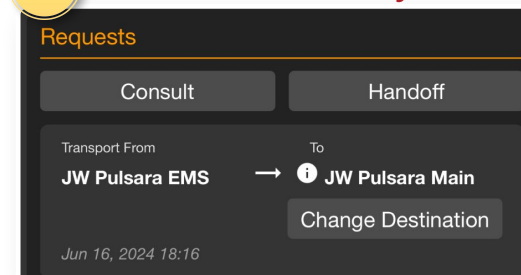 Requests
Consult
Handoff
Transport From
To
JW Pulsara EMS → JW Pulsara Main
Change Destination
Jun 16, 2024 18:16